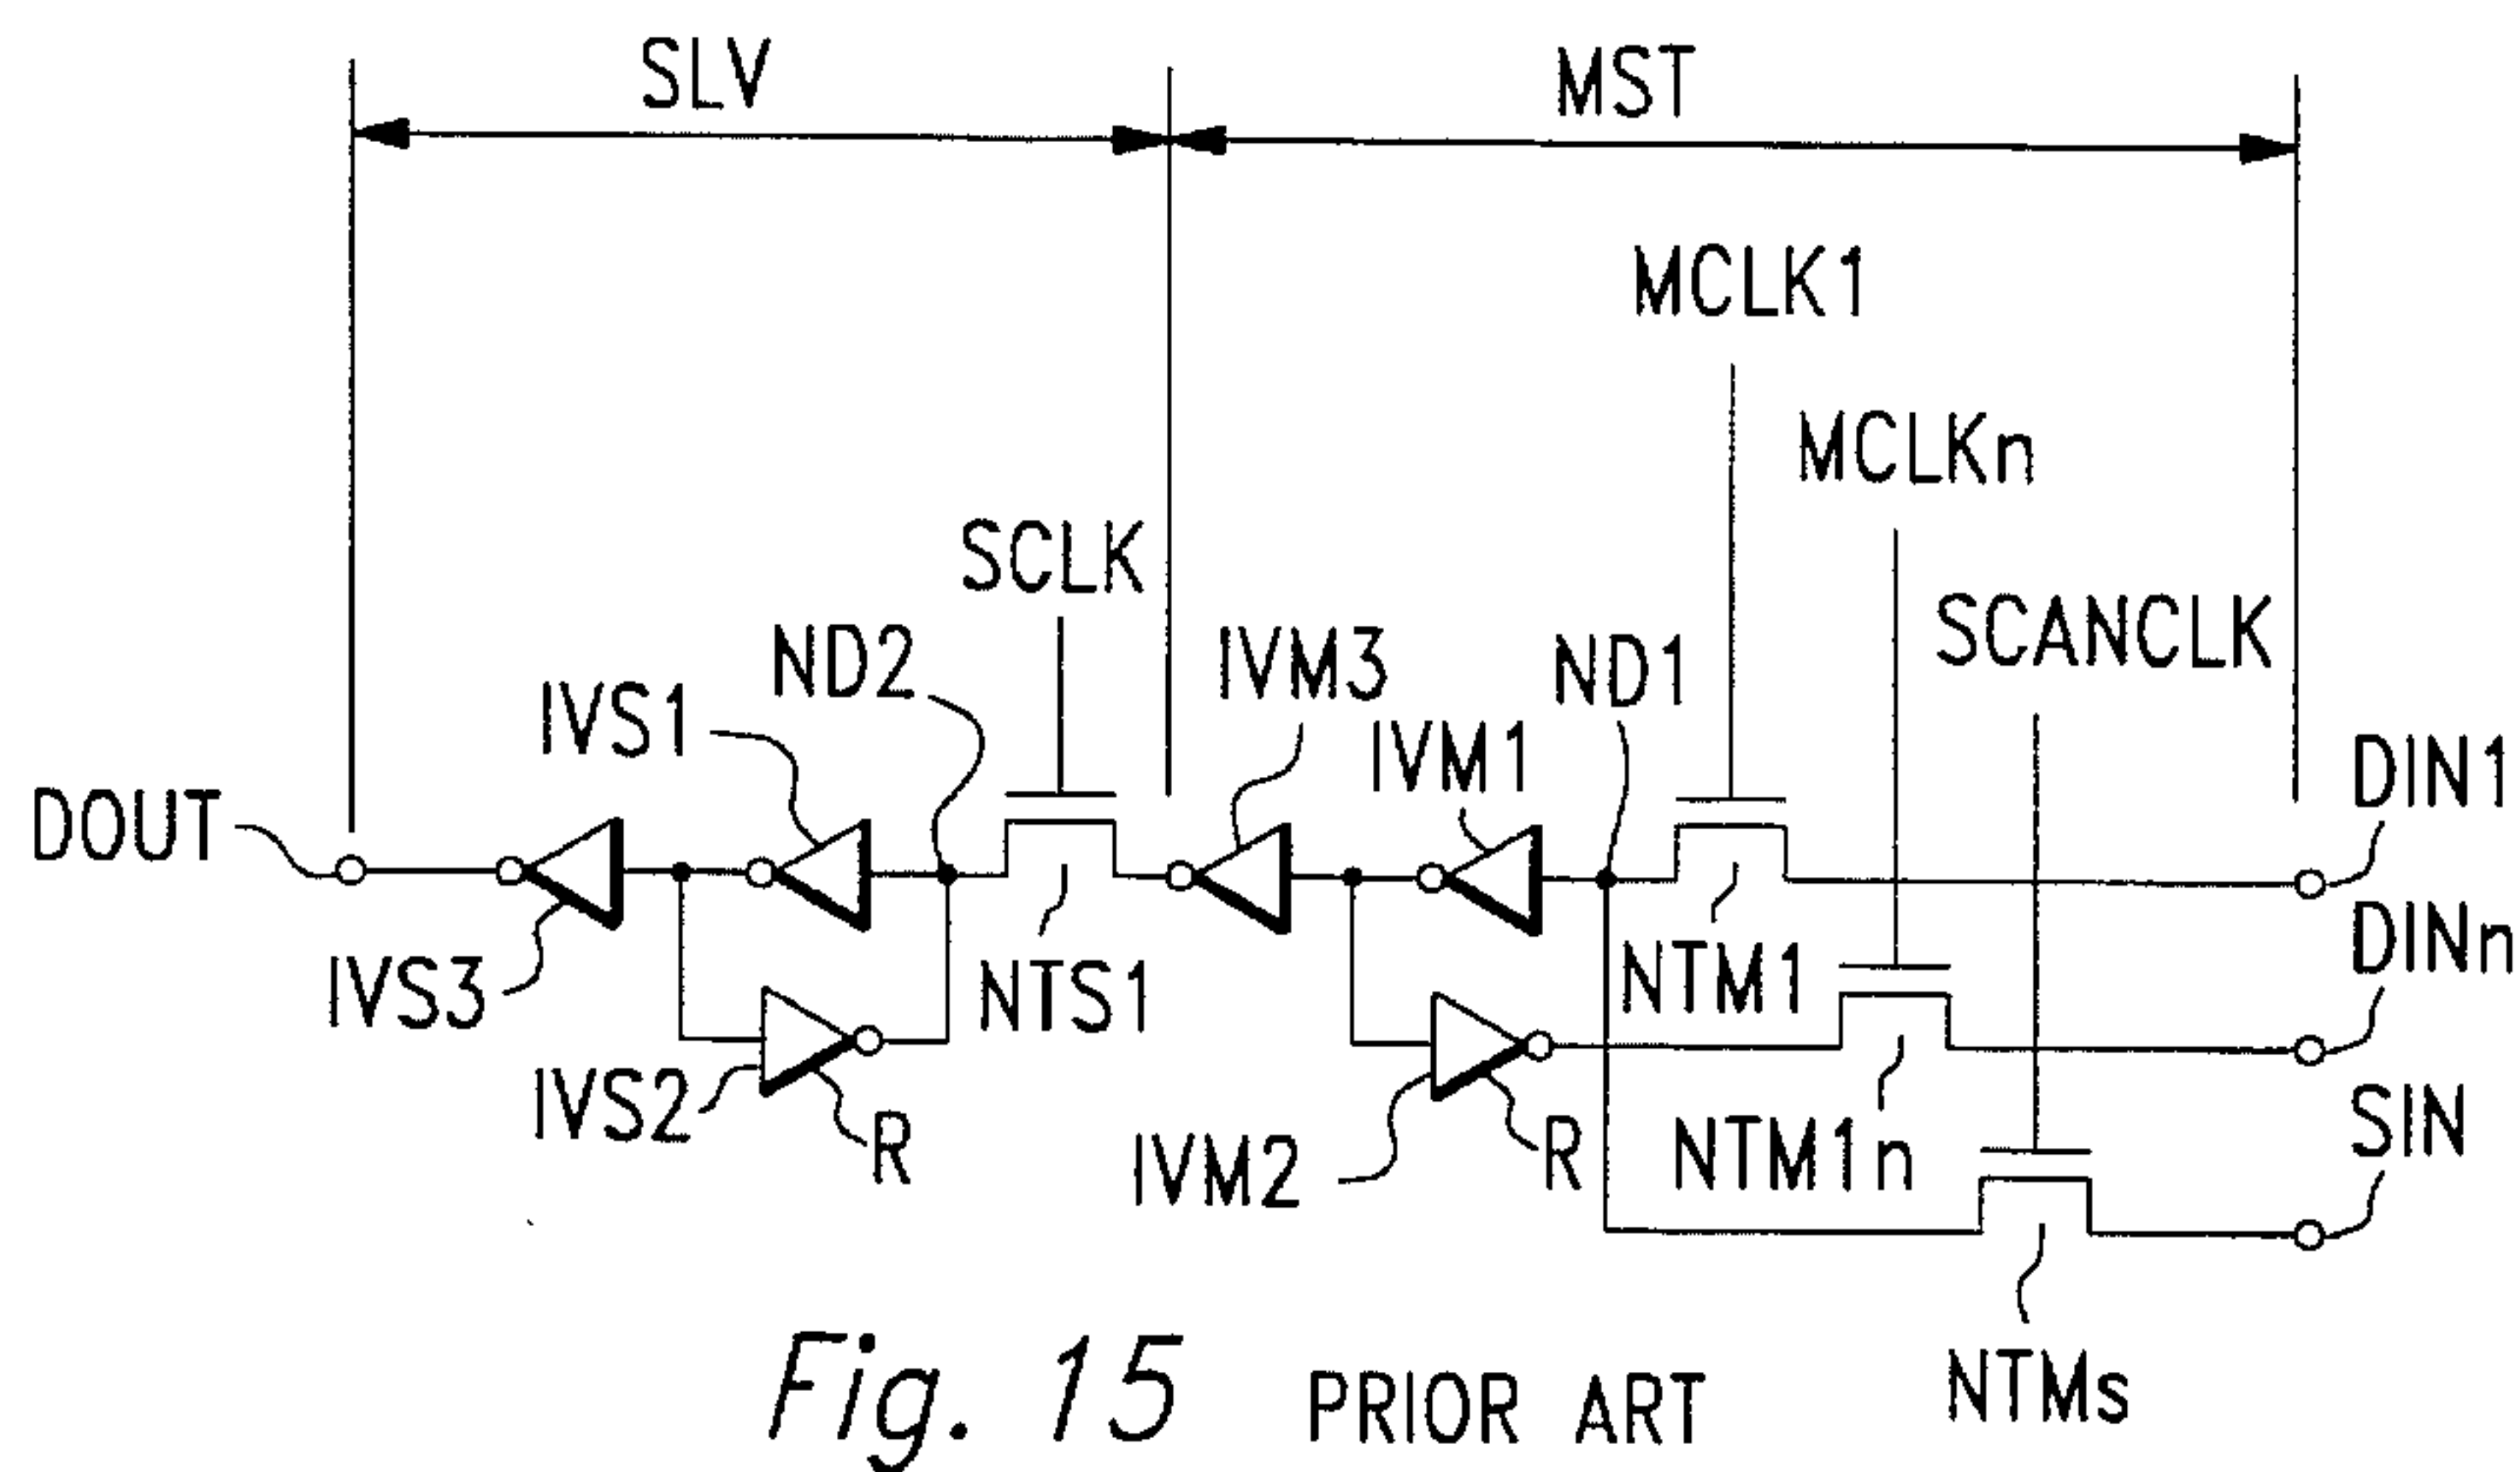 SLV
MST
MCLK1
MCLKn
SCLK
SCANCLK
ND2
IVM3
ND1
IVS1
IVM1
DIN1
DOUT
DINn
IVS3
NTS1
NTM1
IVS2
R
IVM2
R
NTM1n
SIN
NTMs
Fig. 15 PRIOR ART